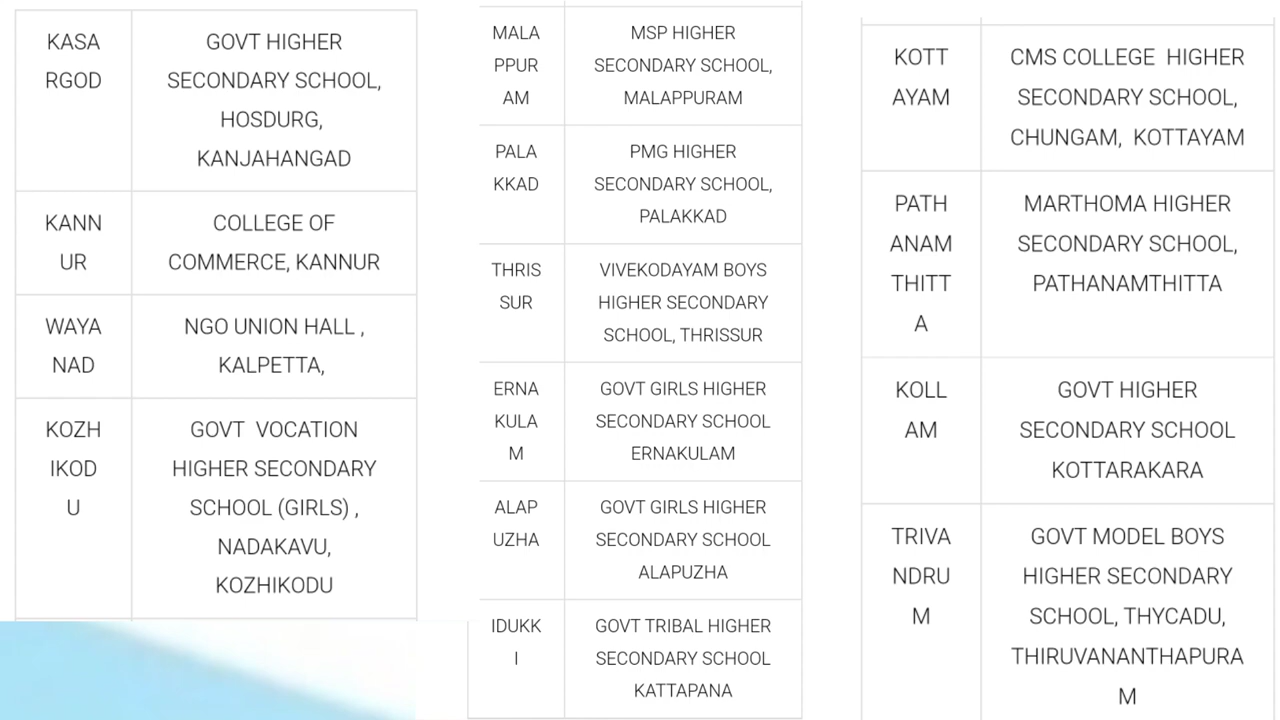 KASA
RGOD
GOVT HIGHER
SECONDARY SCHOOL,
HOSDURG,
KANJAHANGAD
KANN
UR
COLLEGE OF
COMMERCE, KANNUR
WAYA
NAD
NGO UNION HALL ,
KALPETTA,
KOZH
IKOD
U
GOVT  VOCATION
HIGHER SECONDARY
SCHOOL (GIRLS) ,
NADAKAVU,
KOZHIKODU
MALA
PPUR
AM
MSP HIGHER
SECONDARY SCHOOL,
MALAPPURAM
PALA
KKAD
PMG HIGHER
SECONDARY SCHOOL,
PALAKKAD
THRIS
SUR
VIVEKODAYAM BOYS
HIGHER SECONDARY
SCHOOL, THRISSUR
ERNA
KULA
M
GOVT GIRLS HIGHER
SECONDARY SCHOOL
ERNAKULAM
ALAP
UZHA
GOVT GIRLS HIGHER
SECONDARY SCHOOL
ALAPUZHA
IDUKK
I
GOVT TRIBAL HIGHER
SECONDARY SCHOOL
KATTAPANA
KOTT
AYAM
CMS COLLEGE  HIGHER
SECONDARY SCHOOL,
CHUNGAM,  KOTTAYAM
PATH
ANAM
THITT
A
MARTHOMA HIGHER
SECONDARY SCHOOL,
PATHANAMTHITTA
KOLL
AM
GOVT HIGHER
SECONDARY SCHOOL
KOTTARAKARA
TRIVA
NDRU
M
GOVT MODEL BOYS
HIGHER SECONDARY
SCHOOL, THYCADU,
THIRUVANANTHAPURA
M